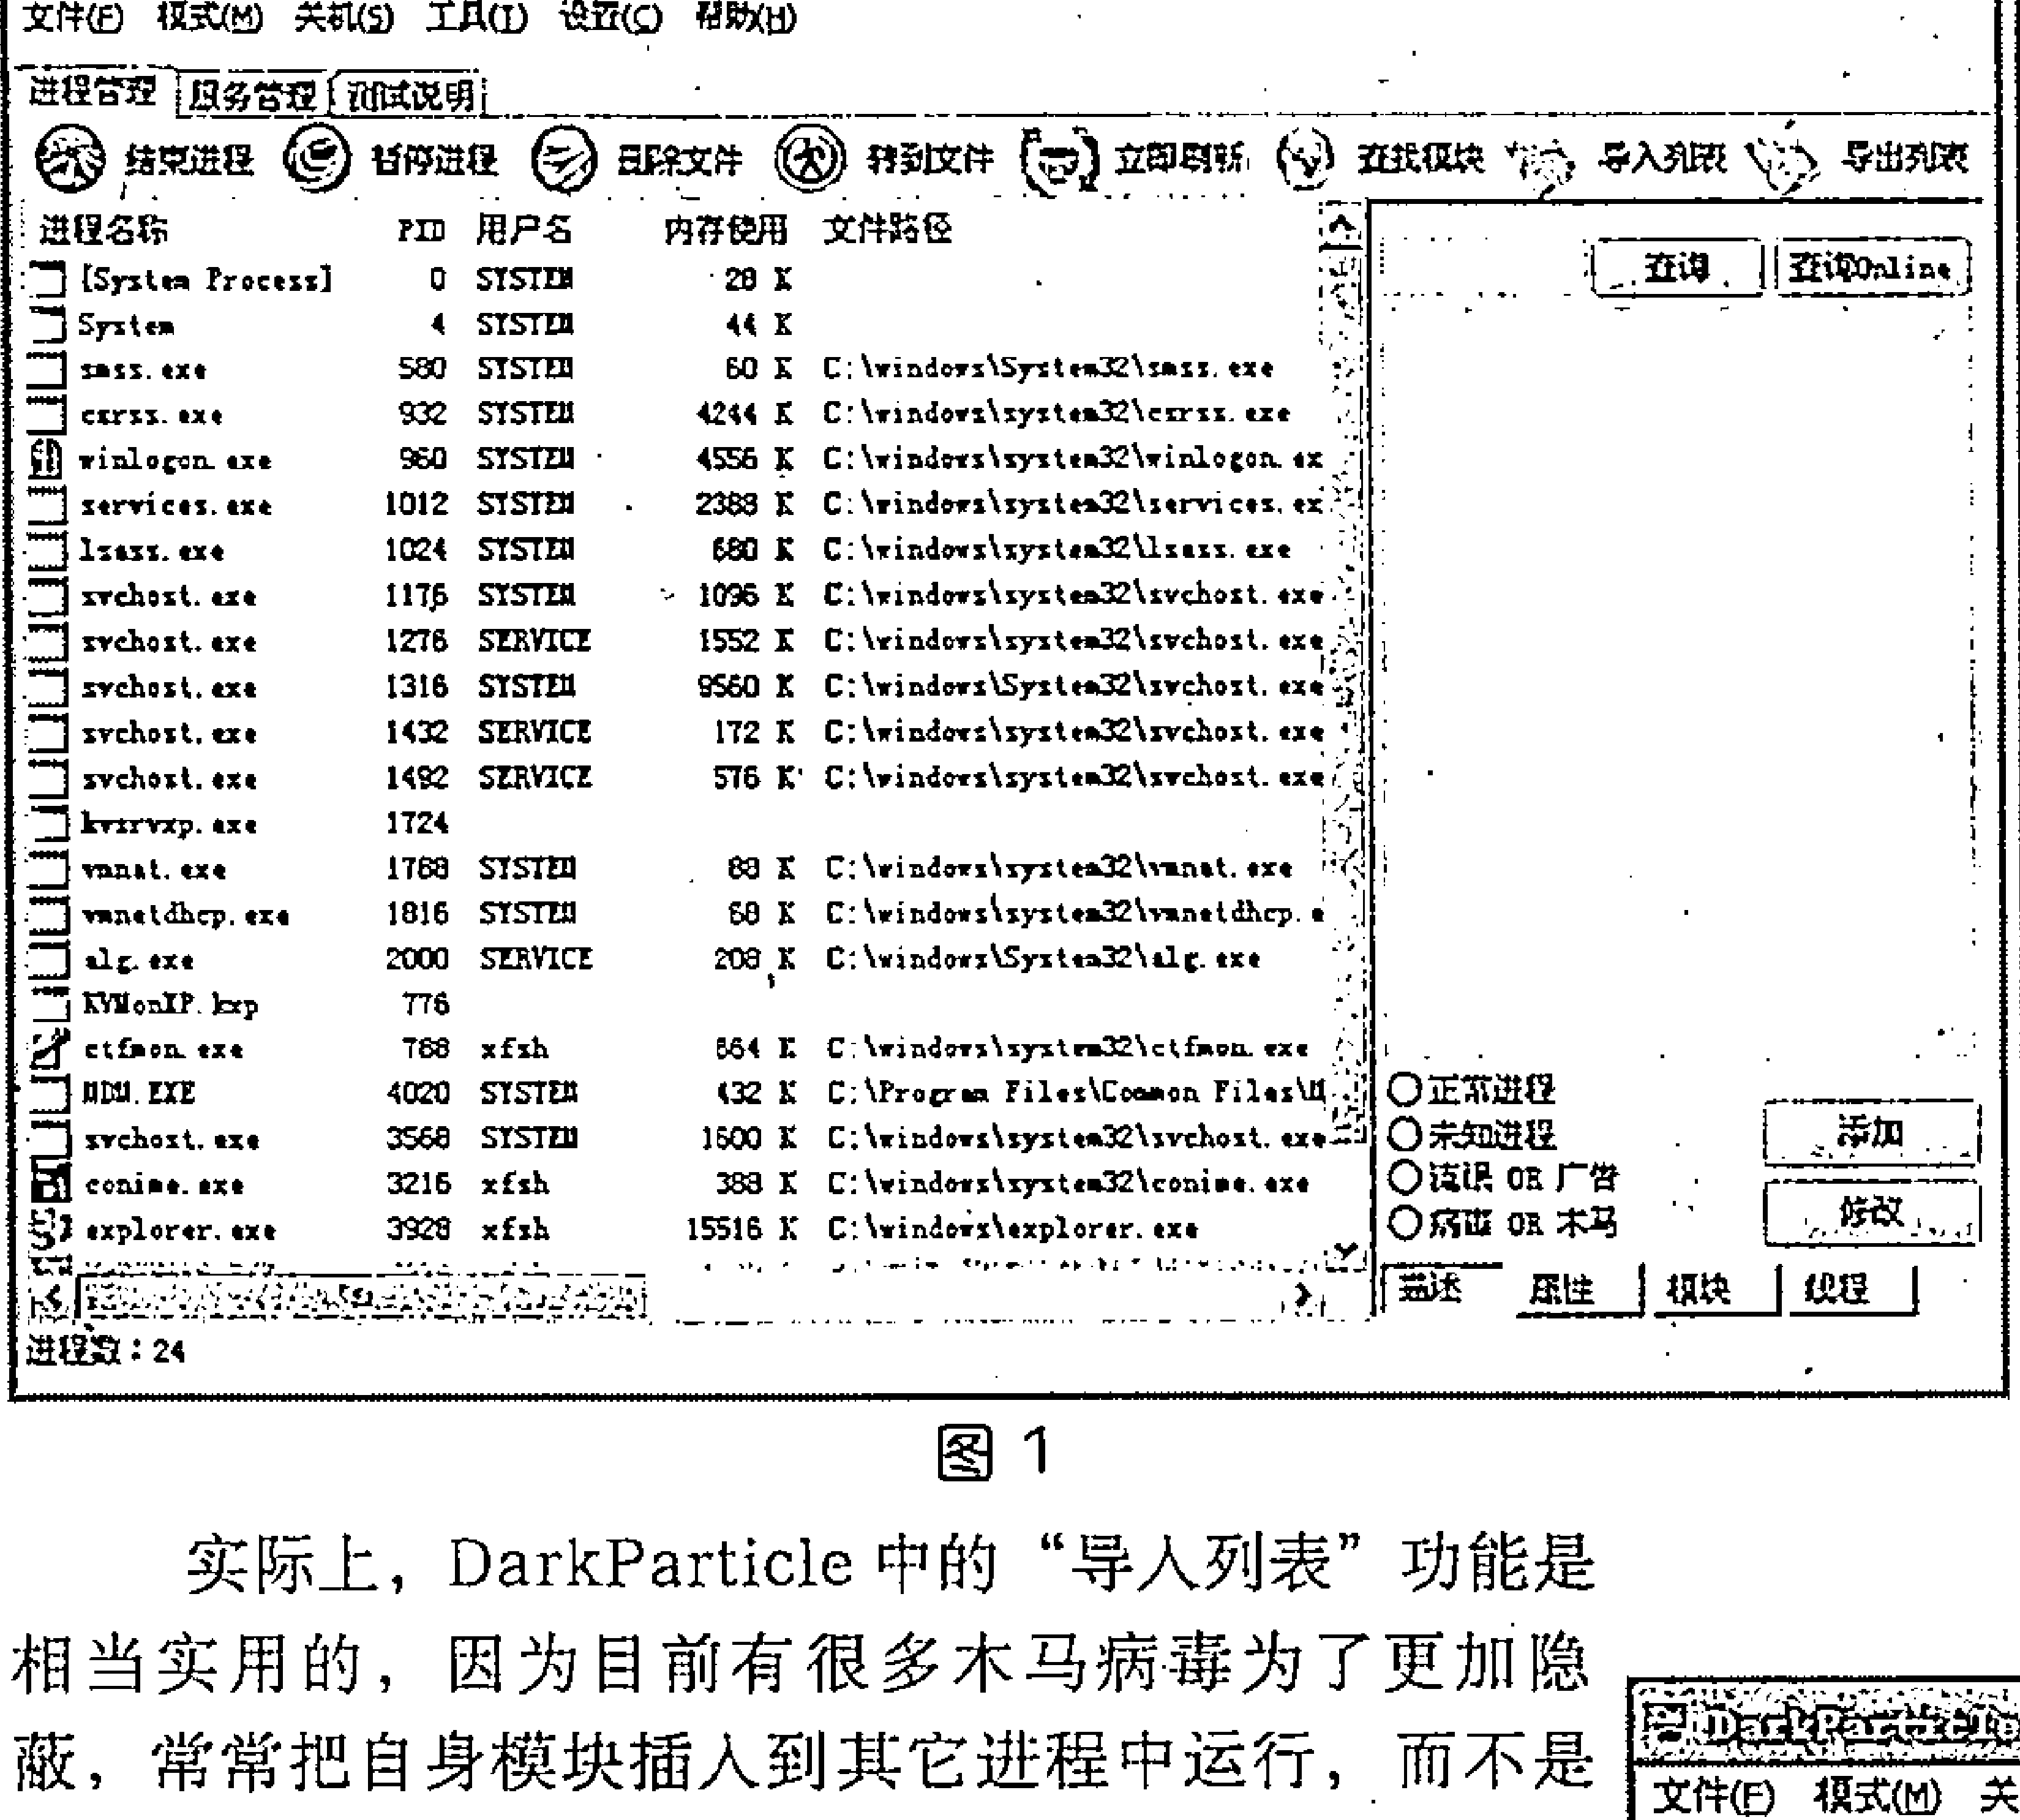 文件(F) 模式(M) 关机(S) 工具(T) 设置(C) 帮助(H)
进程管理 服务管理 测试说明
结束进程 暂停进程 删除文件 转到文件 立即刷新 查找模块 导入列表 导出列表
进程名称 PID 用户名 内存使用 文件路径
查询 查询Online
[System Process] 0 SYSTEM 28 K
System 4 SYSTEM 44 K
smss.exe 580 SYSTEM 60 K C:\windows\System32\smss.exe
csrss.exe 932 SYSTEM 4244 K C:\windows\system32\csrss.exe
winlogon.exe 960 SYSTEM 4556 K C:\windows\system32\winlogon.ex
services.exe 1012 SYSTEM 2388 K C:\windows\system32\services.ex
lsass.exe 1024 SYSTEM 680 K C:\windows\system32\lsass.exe
svchost.exe 1176 SYSTEM 1096 K C:\windows\system32\svchost.exe
svchost.exe 1276 SERVICE 1552 K C:\windows\system32\svchost.exe
svchost.exe 1316 SYSTEM 9560 K C:\windows\System32\svchost.exe
svchost.exe 1432 SERVICE 172 K C:\windows\system32\svchost.exe
svchost.exe 1492 SERVICE 576 K C:\windows\system32\svchost.exe
kvsrvxp.exe 1724
vmnat.exe 1788 SYSTEM 88 K C:\windows\system32\vmnat.exe
vmnetdhcp.exe 1816 SYSTEM 68 K C:\windows\system32\vmnetdhcp.e
alg.exe 2000 SERVICE 208 K C:\windows\System32\alg.exe
KVMonXP.kxp 776
ctfmon.exe 788 xfsh 664 K C:\windows\system32\ctfmon.exe
MDM.EXE 4020 SYSTEM 432 K C:\Program Files\Common Files\M
svchost.exe 3568 SYSTEM 1600 K C:\windows\system32\svchost.exe
conime.exe 3216 xfsh 388 K C:\windows\system32\conime.exe
explorer.exe 3928 xfsh 15516 K C:\windows\explorer.exe
正常进程
未知进程
流氓 OR 广告
病毒 OR 木马
添加
修改
描述 属性 模块 线程
进程数：24
图 1
实际上，DarkParticle 中的“导入列表”功能是
相当实用的，因为目前有很多木马病毒为了更加隐
蔽，常常把自身模块插入到其它进程中运行，而不是
DarkParticle
文件(F) 模式(M) 关